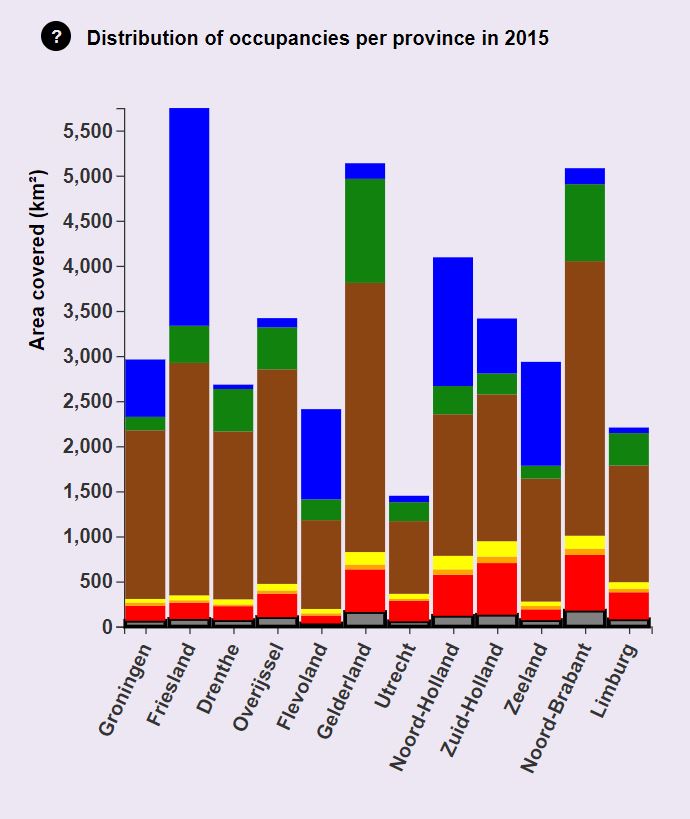 ? Distribution of occupancies per province in 2015
Area covered (km²)
5,500
5,000
4,500
4,000
3,500
3,000
2,500
2,000
1,500
1,000
500
0
Groningen
Friesland
Drenthe
Overijssel
Flevoland
Gelderland
Utrecht
Noord-Holland
Zuid-Holland
Zeeland
Noord-Brabant
Limburg